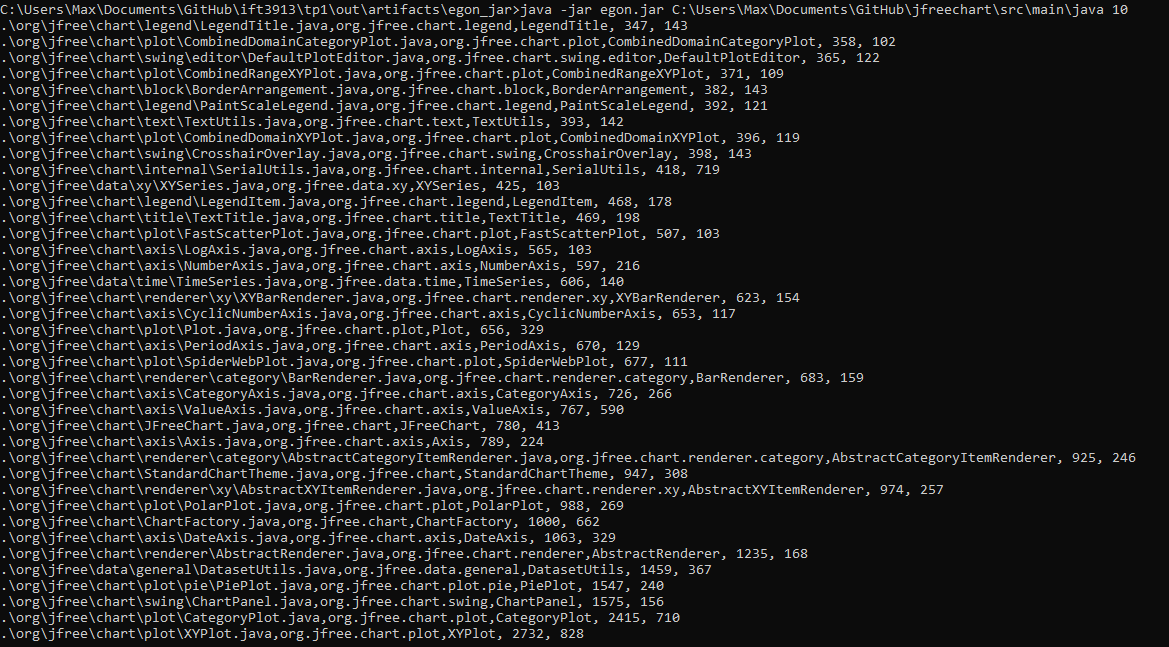 C:\Users\Max\Documents\GitHub\ift3913\tp1\out\artifacts\egon_jar>java -jar egon.jar C:\Users\Max\Documents\GitHub\jfreechart\src\main\java 10
.\org\jfree\chart\legend\LegendTitle.java,org.jfree.chart.legend,LegendTitle, 347, 143
.\org\jfree\chart\plot\CombinedDomainCategoryPlot.java,org.jfree.chart.plot,CombinedDomainCategoryPlot, 358, 102
.\org\jfree\chart\swing\editor\DefaultPlotEditor.java,org.jfree.chart.swing.editor,DefaultPlotEditor, 365, 122
.\org\jfree\chart\plot\CombinedRangeXYPlot.java,org.jfree.chart.plot,CombinedRangeXYPlot, 371, 109
.\org\jfree\chart\block\BorderArrangement.java,org.jfree.chart.block,BorderArrangement, 382, 143
.\org\jfree\chart\legend\PaintScaleLegend.java,org.jfree.chart.legend,PaintScaleLegend, 392, 121
.\org\jfree\chart\text\TextUtils.java,org.jfree.chart.text,TextUtils, 393, 142
.\org\jfree\chart\plot\CombinedDomainXYPlot.java,org.jfree.chart.plot,CombinedDomainXYPlot, 396, 119
.\org\jfree\chart\swing\CrosshairOverlay.java,org.jfree.chart.swing,CrosshairOverlay, 398, 143
.\org\jfree\chart\internal\SerialUtils.java,org.jfree.chart.internal,SerialUtils, 418, 719
.\org\jfree\data\xy\XYSeries.java,org.jfree.data.xy,XYSeries, 425, 103
.\org\jfree\chart\legend\LegendItem.java,org.jfree.chart.legend,LegendItem, 468, 178
.\org\jfree\chart\title\TextTitle.java,org.jfree.chart.title,TextTitle, 469, 198
.\org\jfree\chart\plot\FastScatterPlot.java,org.jfree.chart.plot,FastScatterPlot, 507, 103
.\org\jfree\chart\axis\LogAxis.java,org.jfree.chart.axis,LogAxis, 565, 103
.\org\jfree\chart\axis\NumberAxis.java,org.jfree.chart.axis,NumberAxis, 597, 216
.\org\jfree\data\time\TimeSeries.java,org.jfree.data.time,TimeSeries, 606, 140
.\org\jfree\chart\renderer\xy\XYBarRenderer.java,org.jfree.chart.renderer.xy,XYBarRenderer, 623, 154
.\org\jfree\chart\axis\CyclicNumberAxis.java,org.jfree.chart.axis,CyclicNumberAxis, 653, 117
.\org\jfree\chart\plot\Plot.java,org.jfree.chart.plot,Plot, 656, 329
.\org\jfree\chart\axis\PeriodAxis.java,org.jfree.chart.axis,PeriodAxis, 670, 129
.\org\jfree\chart\plot\SpiderWebPlot.java,org.jfree.chart.plot,SpiderWebPlot, 677, 111
.\org\jfree\chart\renderer\category\BarRenderer.java,org.jfree.chart.renderer.category,BarRenderer, 683, 159
.\org\jfree\chart\axis\CategoryAxis.java,org.jfree.chart.axis,CategoryAxis, 726, 266
.\org\jfree\chart\axis\ValueAxis.java,org.jfree.chart.axis,ValueAxis, 767, 590
.\org\jfree\chart\JFreeChart.java,org.jfree.chart,JFreeChart, 780, 413
.\org\jfree\chart\axis\Axis.java,org.jfree.chart.axis,Axis, 789, 224
.\org\jfree\chart\renderer\category\AbstractCategoryItemRenderer.java,org.jfree.chart.renderer.category,AbstractCategoryItemRenderer, 925, 246
.\org\jfree\chart\StandardChartTheme.java,org.jfree.chart,StandardChartTheme, 947, 308
.\org\jfree\chart\renderer\xy\AbstractXYItemRenderer.java,org.jfree.chart.renderer.xy,AbstractXYItemRenderer, 974, 257
.\org\jfree\chart\plot\PolarPlot.java,org.jfree.chart.plot,PolarPlot, 988, 269
.\org\jfree\chart\ChartFactory.java,org.jfree.chart,ChartFactory, 1000, 662
.\org\jfree\chart\axis\DateAxis.java,org.jfree.chart.axis,DateAxis, 1063, 329
.\org\jfree\chart\renderer\AbstractRenderer.java,org.jfree.chart.renderer,AbstractRenderer, 1235, 168
.\org\jfree\data\general\DatasetUtils.java,org.jfree.data.general,DatasetUtils, 1459, 367
.\org\jfree\chart\plot\pie\PiePlot.java,org.jfree.chart.plot.pie,PiePlot, 1547, 240
.\org\jfree\chart\swing\ChartPanel.java,org.jfree.chart.swing,ChartPanel, 1575, 156
.\org\jfree\chart\plot\CategoryPlot.java,org.jfree.chart.plot,CategoryPlot, 2415, 710
.\org\jfree\chart\plot\XYPlot.java,org.jfree.chart.plot,XYPlot, 2732, 828